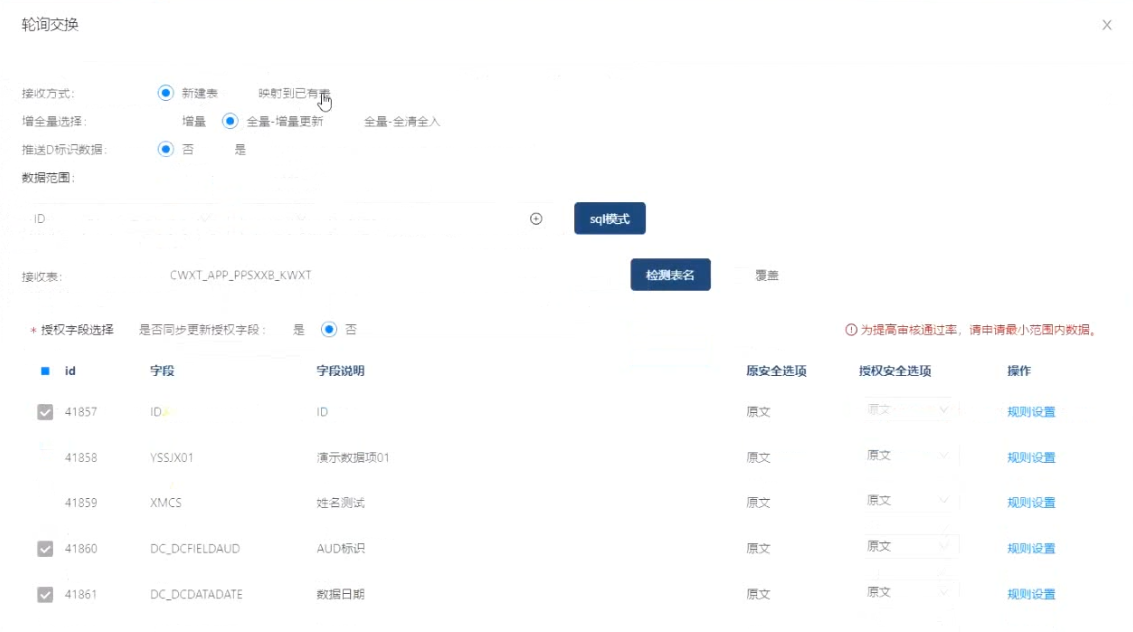 轮询交换
接收方式: 新建表 映射到已有
增全量选择: 增量 全量-增量更新 全量-全清全入
推送D标识数据: 否 是
数据范围:
ID sql模式
接收表: CWXT_APP_PPSXXB_KWXT 检测表名 覆盖
* 授权字段选择 是否同步更新授权字段: 是 否 为提高审核通过率，请申请最小范围内数据。
id 字段 字段说明 原安全选项 授权安全选项 操作
41857 ID ID 原文 原文 规则设置
41858 YSSJX01 演示数据项01 原文 原文 规则设置
41859 XMCS 姓名测试 原文 原文 规则设置
41860 DC_DCFIELDAUD AUD标识 原文 原文 规则设置
41861 DC_DCDATADATE 数据日期 原文 原文 规则设置